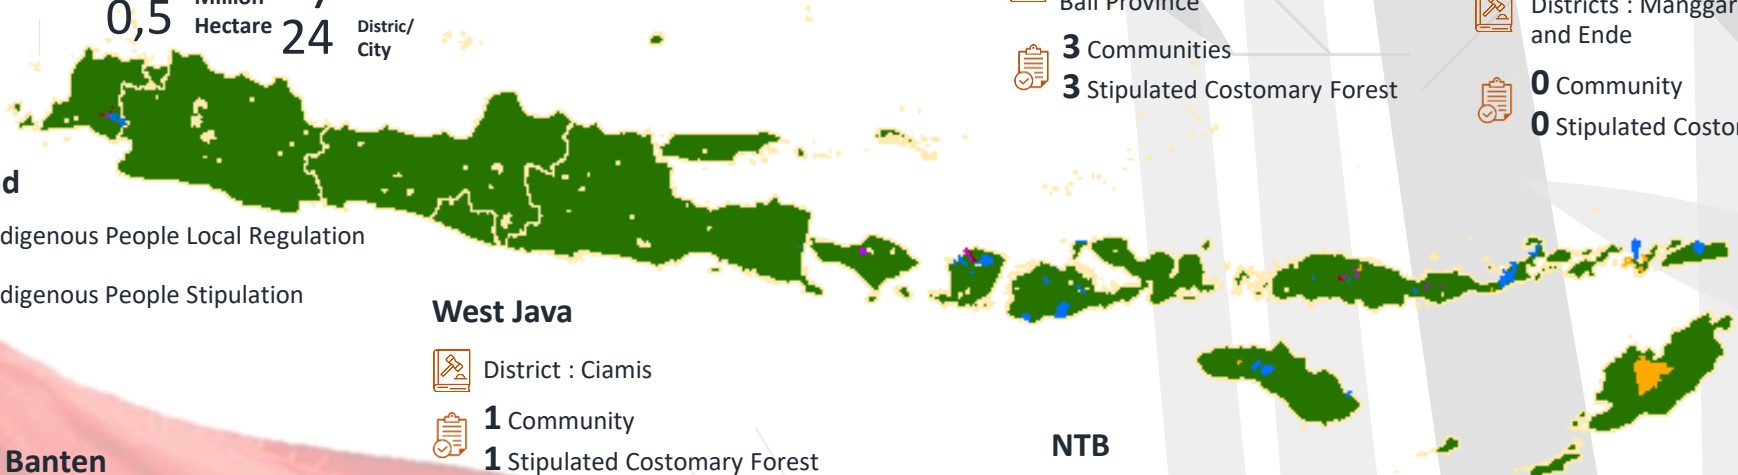 0,5 Million Hectare
24 Distric/ City
Bali Province
3 Communities
3 Stipulated Costomary Forest
Districts : Manggar
and Ende
0 Community
0 Stipulated Costo
d
digenous People Local Regulation
digenous People Stipulation
West Java
District : Ciamis
1 Community
1 Stipulated Costomary Forest
NTB
Banten